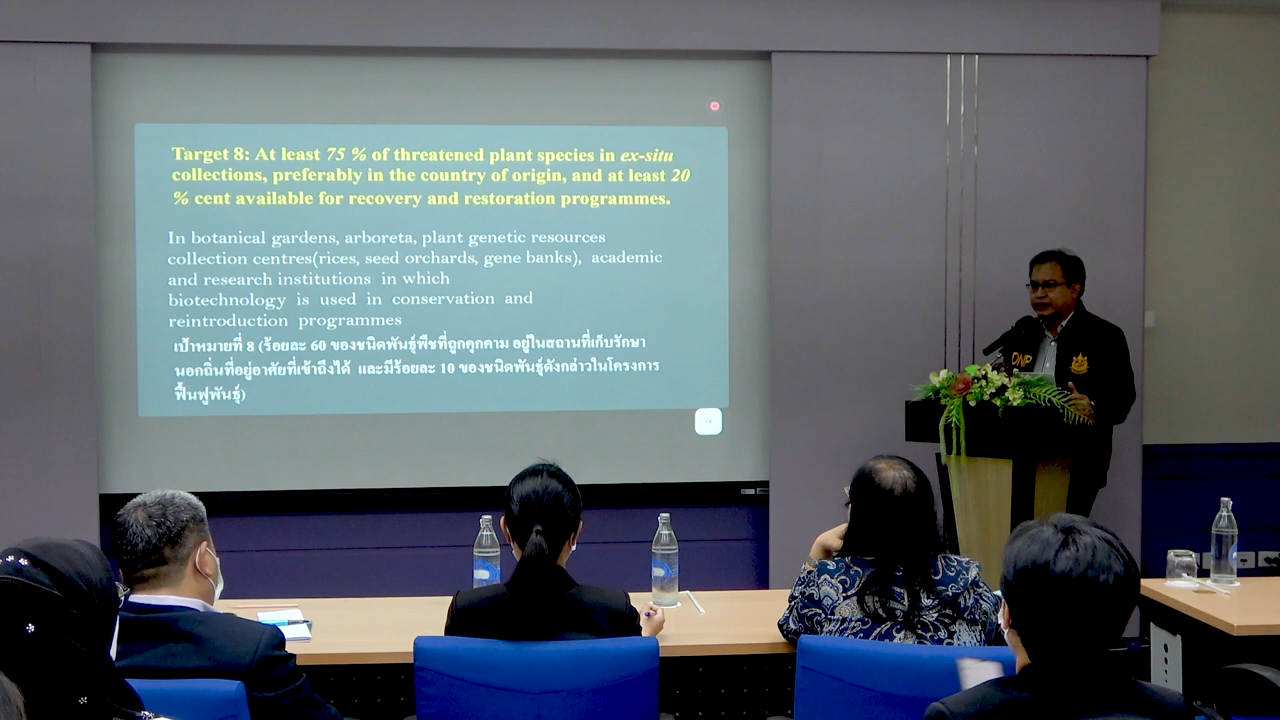 Target 8: At least 75 % of threatened plant species in ex-situ
collections, preferably in the country of origin, and at least 20
% cent available for recovery and restoration programmes.
In botanical gardens, arboreta, plant genetic resources
collection centres(rices, seed orchards, gene banks), academic
and research institutions in which
biotechnology is used in conservation and
reintroduction programmes
เป้าหมายที่ 8 (ร้อยละ 60 ของชนิดพันธุ์พืชที่ถูกคุกคาม อยู่ในสถานที่เก็บรักษา
นอกถิ่นที่อยู่อาศัยที่เข้าถึงได้ และมีร้อยละ 10 ของชนิดพันธุ์ดังกล่าวในโครงการ
ฟื้นฟูพันธุ์)
DNP